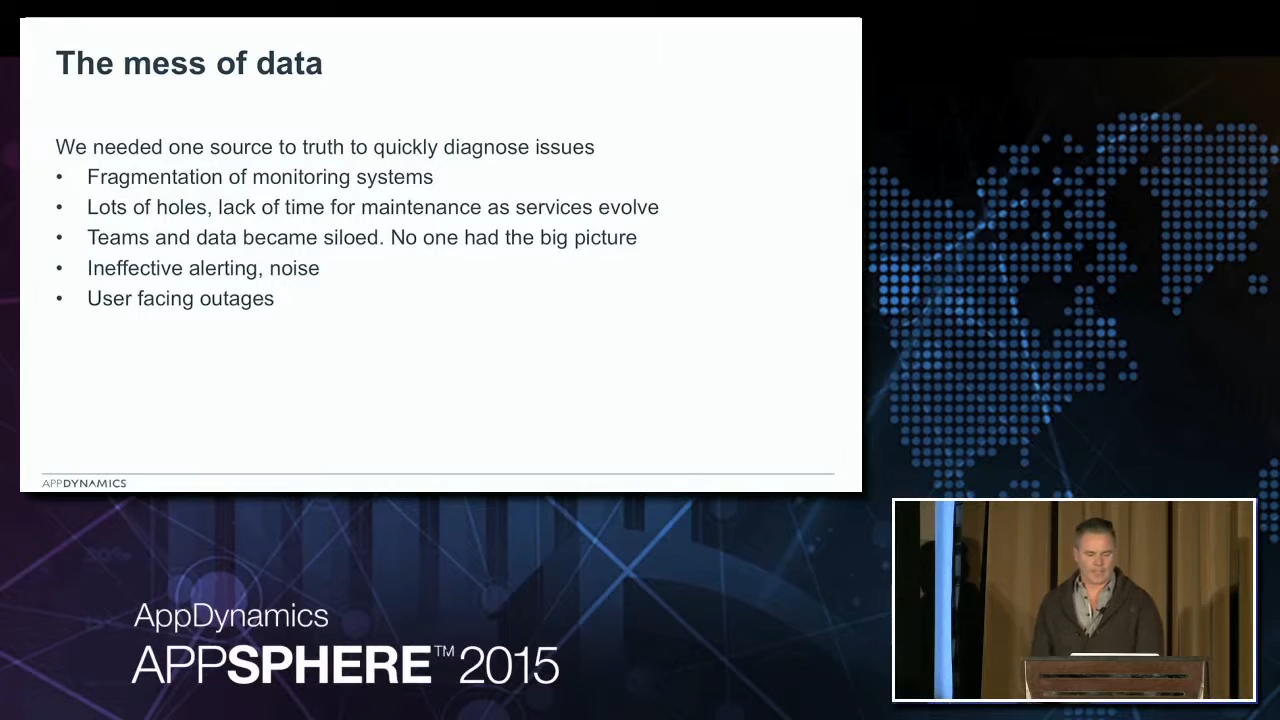 The mess of data
We needed one source to truth to quickly diagnose issues
• Fragmentation of monitoring systems
• Lots of holes, lack of time for maintenance as services evolve
• Teams and data became siloed. No one had the big picture
• Ineffective alerting, noise
• User facing outages
APPDYNAMICS
AppDynamics
APPSPHERE™ 2015